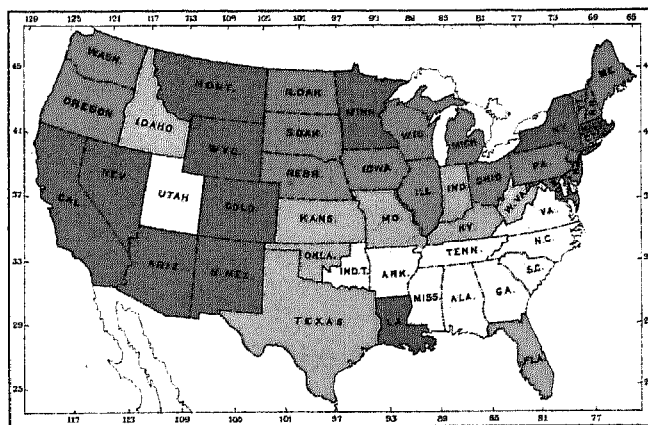 129 125 121 117 113 109 105 101 97 93 89 85 81 77 73 69 65
WASH.
MONT.
N.DAK.
MINN.
ME.
45
OREGON
IDAHO
S.DAK.
WIS.
MICH.
N.Y.
41
WYO.
NEBR.
IOWA
PA.
NEV.
UTAH
COLO.
ILL.
IND.
OHIO
W.VA.
37
CAL.
KANS.
MO.
KY.
VA.
ARIZ.
N.MEX.
OKLA.
IND.T.
ARK.
TENN.
N.C.
33
S.C.
TEXAS
LA.
MISS.
ALA.
GA.
29
FLA.
25
117 113 109 105 101 97 93 89 85 81 77